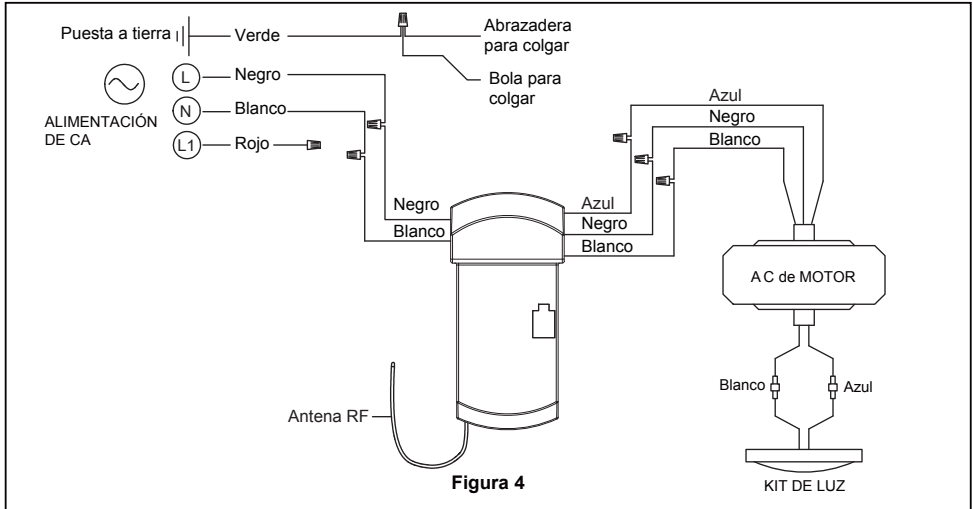 Puesta a tierra
Verde
Abrazadera
para colgar
Bola para
colgar
L
Negro
N
Blanco
ALIMENTACIÓN
DE CA
L1
Rojo
Azul
Negro
Blanco
Negro
Blanco
Azul
Negro
Blanco
A C de MOTOR
Blanco
Azul
Antena RF
KIT DE LUZ
Figura 4